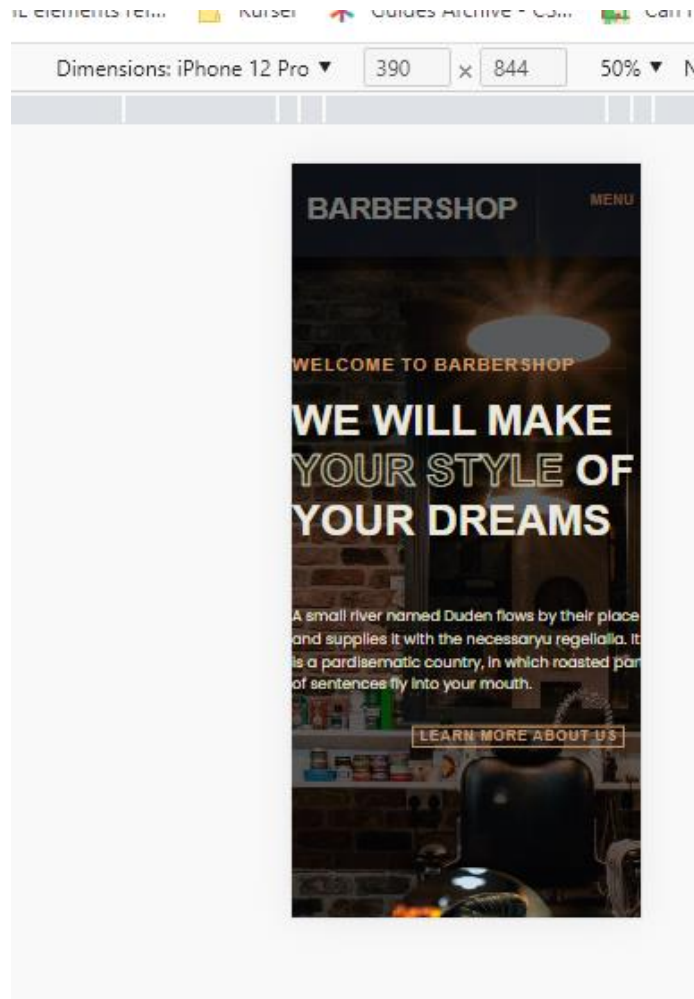 Kurser
Guides Archive - CS...
Dimensions: iPhone 12 Pro ▼ 390 × 844 50% ▼ N
BARBERSHOP
MENU
WELCOME TO BARBERSHOP
WE WILL MAKE
YOUR STYLE OF
YOUR DREAMS
A small river named Duden flows by their place
and supplies it with the necessaryu regelialia. It
is a pardisematic country, in which roasted par
of sentences fly into your mouth.
LEARN MORE ABOUT US